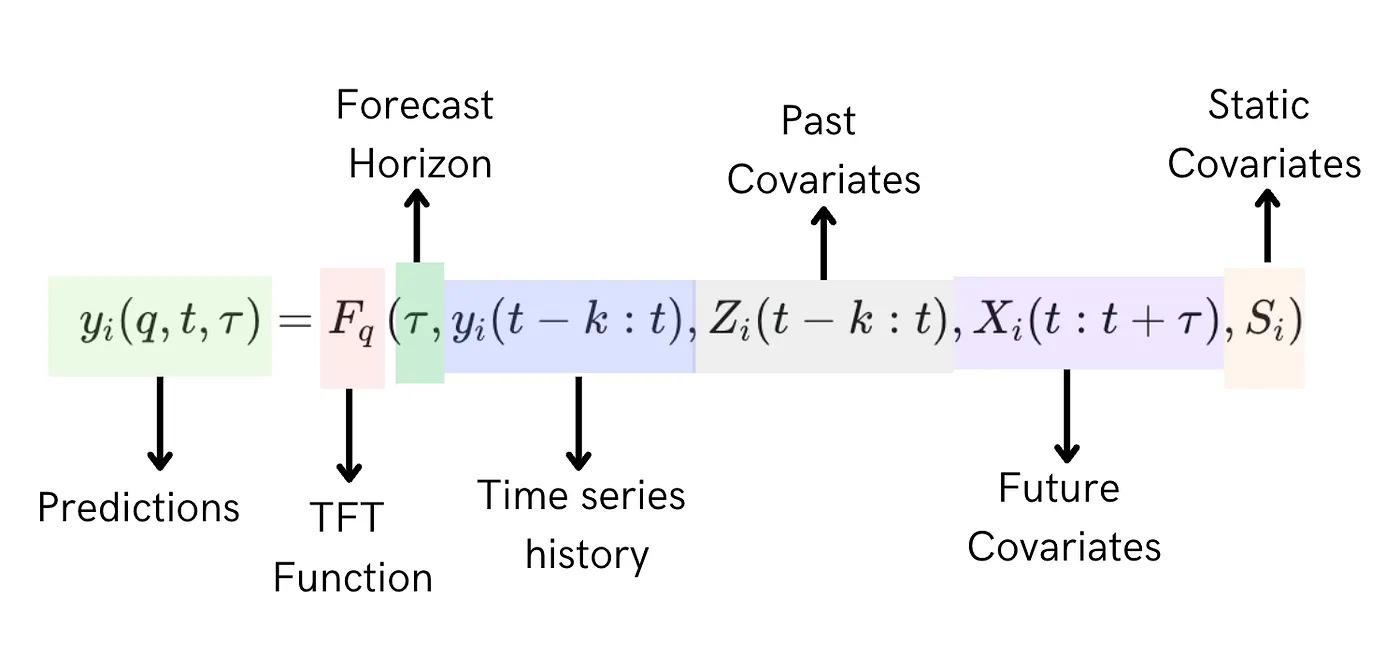 Forecast
Horizon
Past
Covariates
Static
Covariates
yᵢ(q, t, τ) = F_q (τ, yᵢ(t − k : t), Zᵢ(t − k : t), Xᵢ(t : t + τ), Sᵢ)
Predictions
TFT
Function
Time series
history
Future
Covariates